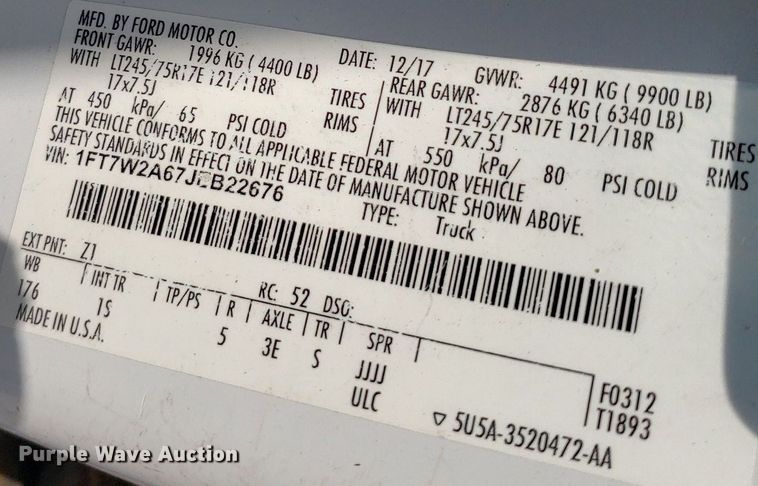 MFD. BY FORD MOTOR CO.
DATE: 12/17 GVWR: 4491 KG ( 9900 LB)
FRONT GAWR: 1996 KG ( 4400 LB) REAR GAWR: 2876 KG ( 6340 LB)
WITH LT245/75R17E 121/118R TIRES WITH LT245/75R17E 121/118R TIRES
17x7.5J RIMS 17x7.5J RIMS
AT 450 kPa/ 65 PSI COLD AT 550 kPa/ 80 PSI COLD
THIS VEHICLE CONFORMS TO ALL APPLICABLE FEDERAL MOTOR VEHICLE
SAFETY STANDARDS IN EFFECT ON THE DATE OF MANUFACTURE SHOWN ABOVE.
VIN: TYPE: Truck
EXT PNT: Z1 RC: 52 DSO:
WB INT TR TP/PS R AXLE TR SPR
176 1S 5 3E S JJJJ
ULC
MADE IN U.S.A.
F0312
T1893
▽ 5U5A-3520472-AA
Purple Wave Auction